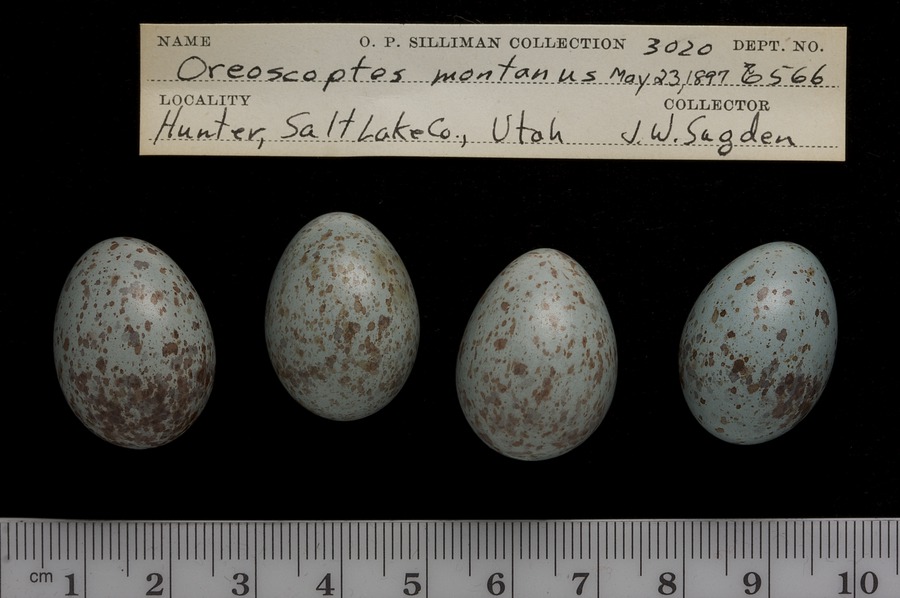 NAME O. P. SILLIMAN COLLECTION 3020 DEPT. NO.
Oreoscoptes montanus May 23, 1897 6566
LOCALITY COLLECTOR
Hunter, Salt Lake Co., Utah J. W. Sugden
cm 1 2 3 4 5 6 7 8 9 10